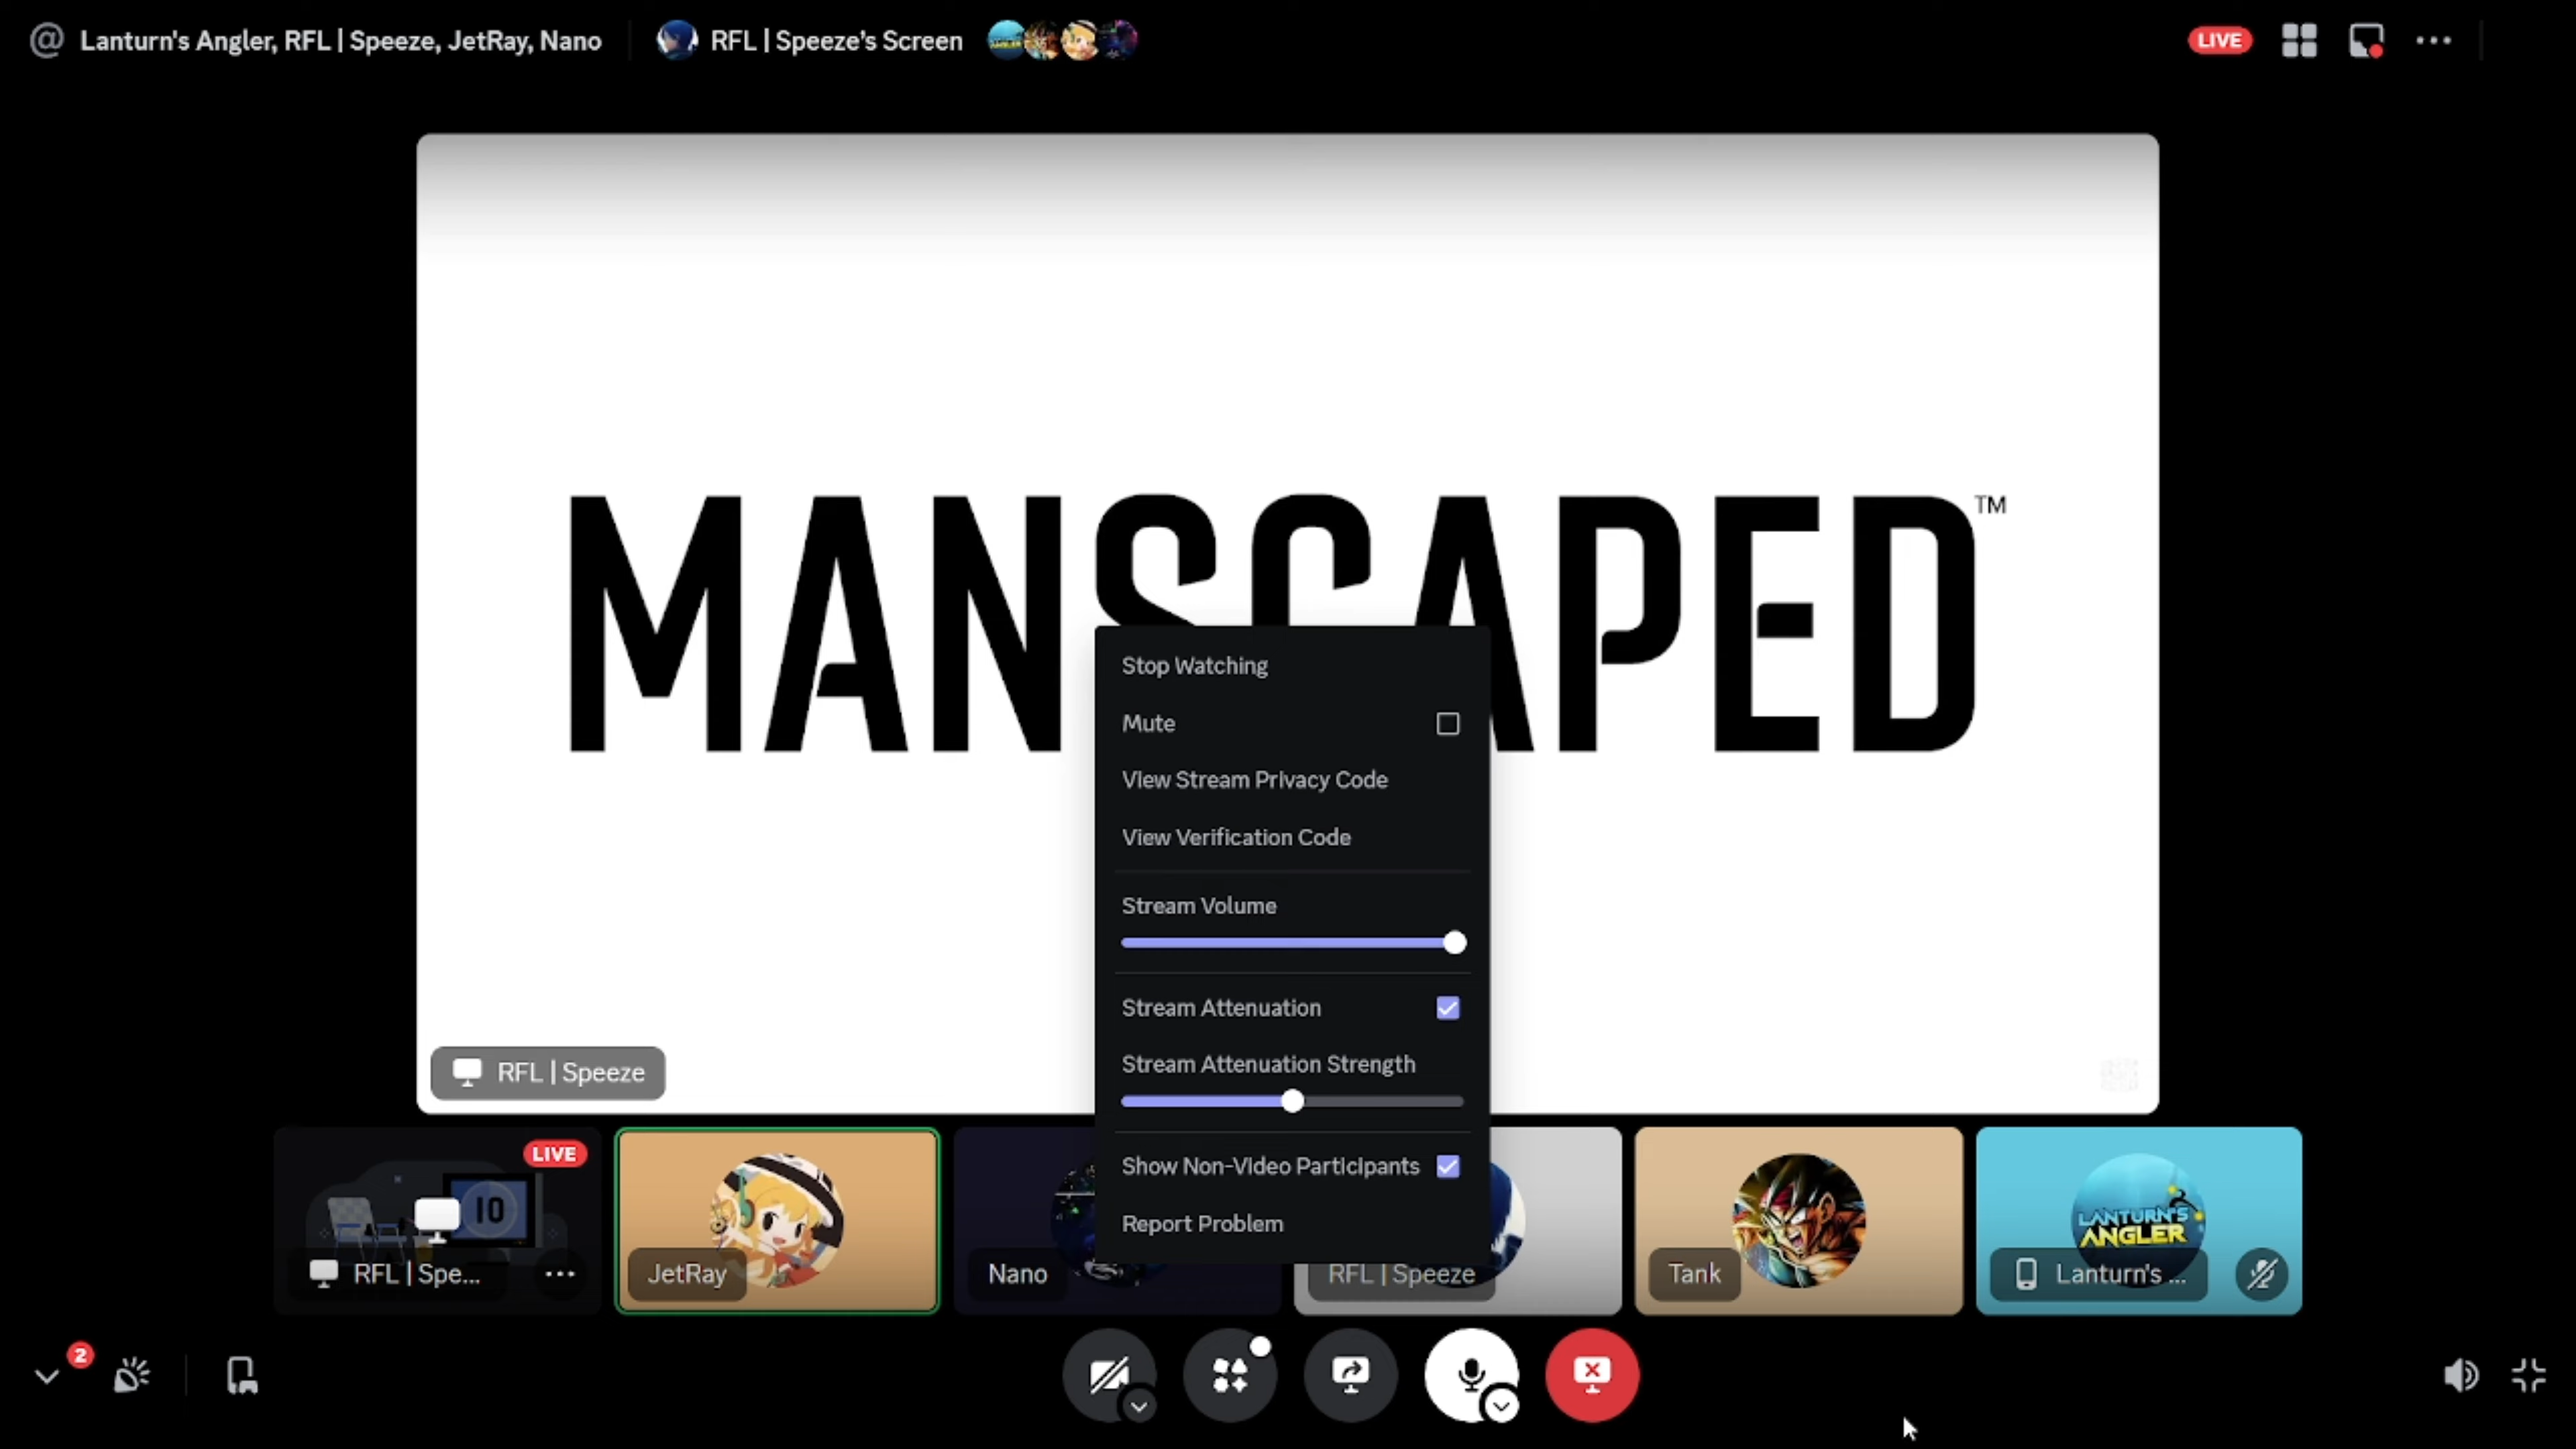 Lanturn's Angler, RFL | Speeze, JetRay, Nano
RFL | Speeze's Screen
LIVE
MANSCAPED™
Stop Watching
Mute
View Stream Privacy Code
View Verification Code
Stream Volume
Stream Attenuation
Stream Attenuation Strength
Show Non-Video Participants
Report Problem
RFL | Speeze
LIVE
10
RFL | Spe...
JetRay
Nano
RFL | Speeze
Tank
LANTURN'S
ANGLER
Lanturn's ...
2